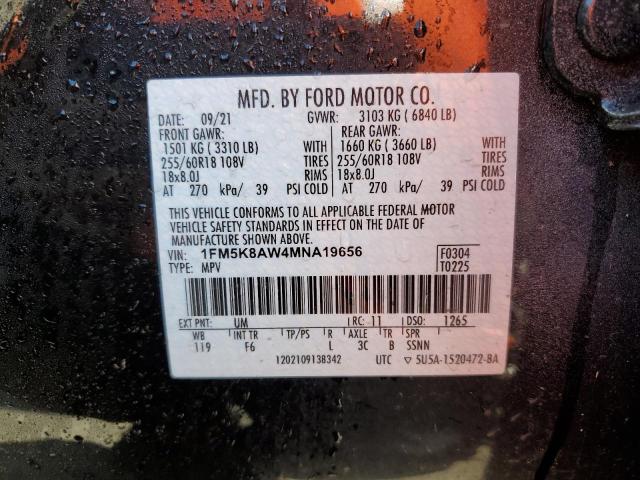 MFD. BY FORD MOTOR CO.
DATE: 09/21 GVWR: 3103 KG ( 6840 LB)
FRONT GAWR: REAR GAWR:
1501 KG ( 3310 LB) WITH 1660 KG ( 3660 LB) WITH
255/60R18 108V TIRES 255/60R18 108V TIRES
18x8.0J RIMS 18x8.0J RIMS
AT 270 kPa/ 39 PSI COLD AT 270 kPa/ 39 PSI COLD
THIS VEHICLE CONFORMS TO ALL APPLICABLE FEDERAL MOTOR
VEHICLE SAFETY STANDARDS IN EFFECT ON THE DATE OF
MANUFACTURE SHOWN ABOVE.
VIN: 1FM5K8AW4MNA19656 F0304
TYPE: MPV T0225
EXT PNT: UM RC: 11 DSO: 1265
WB INT TR TP/PS R AXLE TR SPR
119 F6 L 3C B SSNN
1202109138342 UTC ▽ 5U5A-1520472-BA